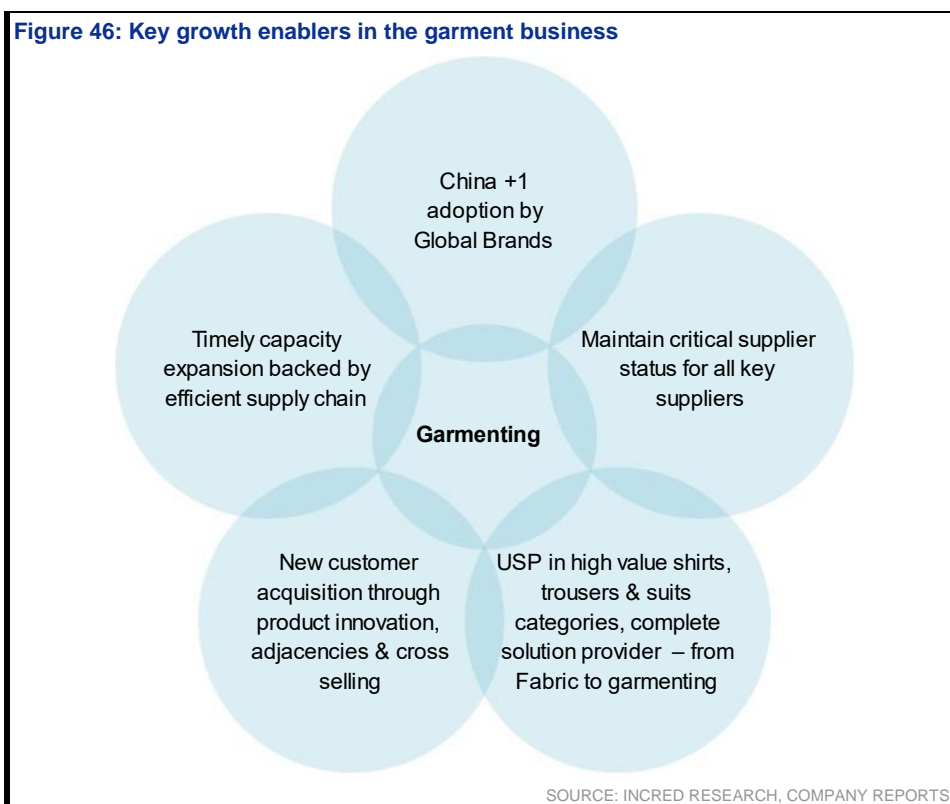 Figure 46: Key growth enablers in the garment business
China +1
adoption by
Global Brands
Timely capacity
expansion backed by
efficient supply chain
Maintain critical supplier
status for all key
suppliers
Garmenting
New customer
acquisition through
product innovation,
adjacencies & cross
selling
USP in high value shirts,
trousers & suits
categories, complete
solution provider – from
Fabric to garmenting
SOURCE: INCRED RESEARCH, COMPANY REPORTS